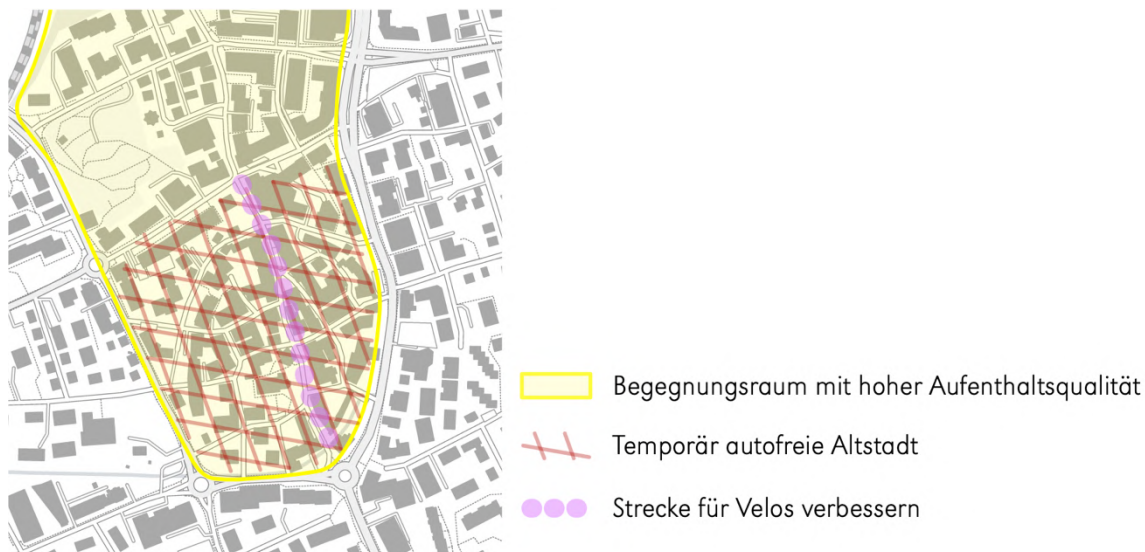 Begegnungsraum mit hoher Aufenthaltsqualität
Temporär autofreie Altstadt
Strecke für Velos verbessern